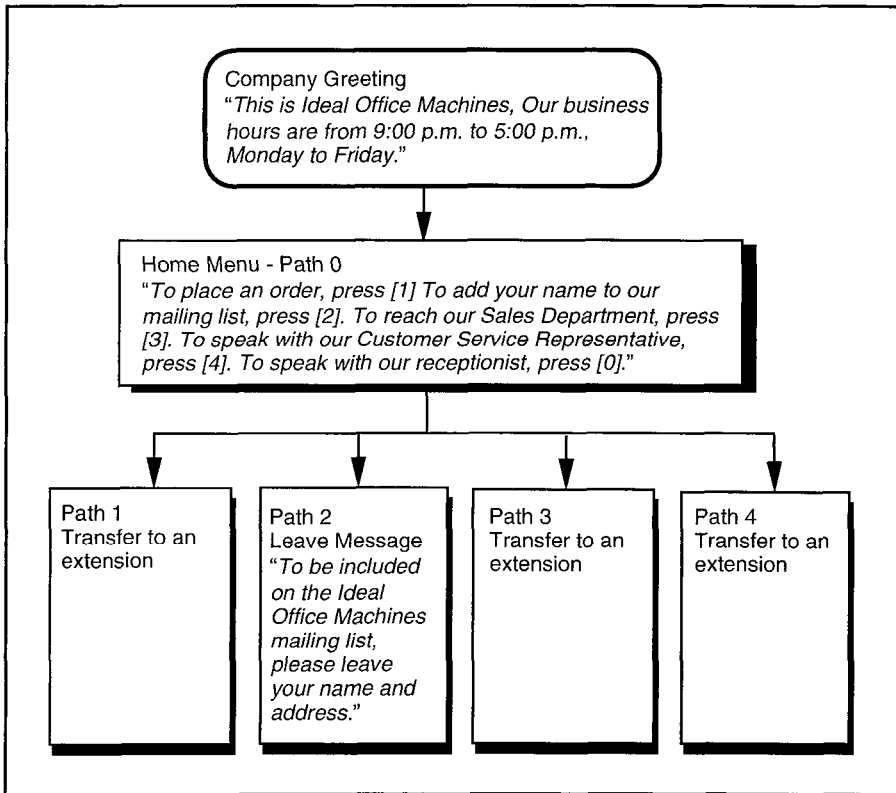 Company Greeting
“This is Ideal Office Machines, Our business
hours are from 9:00 p.m. to 5:00 p.m.,
Monday to Friday.”
Home Menu - Path 0
“To place an order, press [1] To add your name to our
mailing list, press [2]. To reach our Sales Department, press
[3]. To speak with our Customer Service Representative,
press [4]. To speak with our receptionist, press [0].”
Path 1
Transfer to an
extension
Path 2
Leave Message
“To be included
on the Ideal
Office Machines
mailing list,
please leave
your name and
address.”
Path 3
Transfer to an
extension
Path 4
Transfer to an
extension